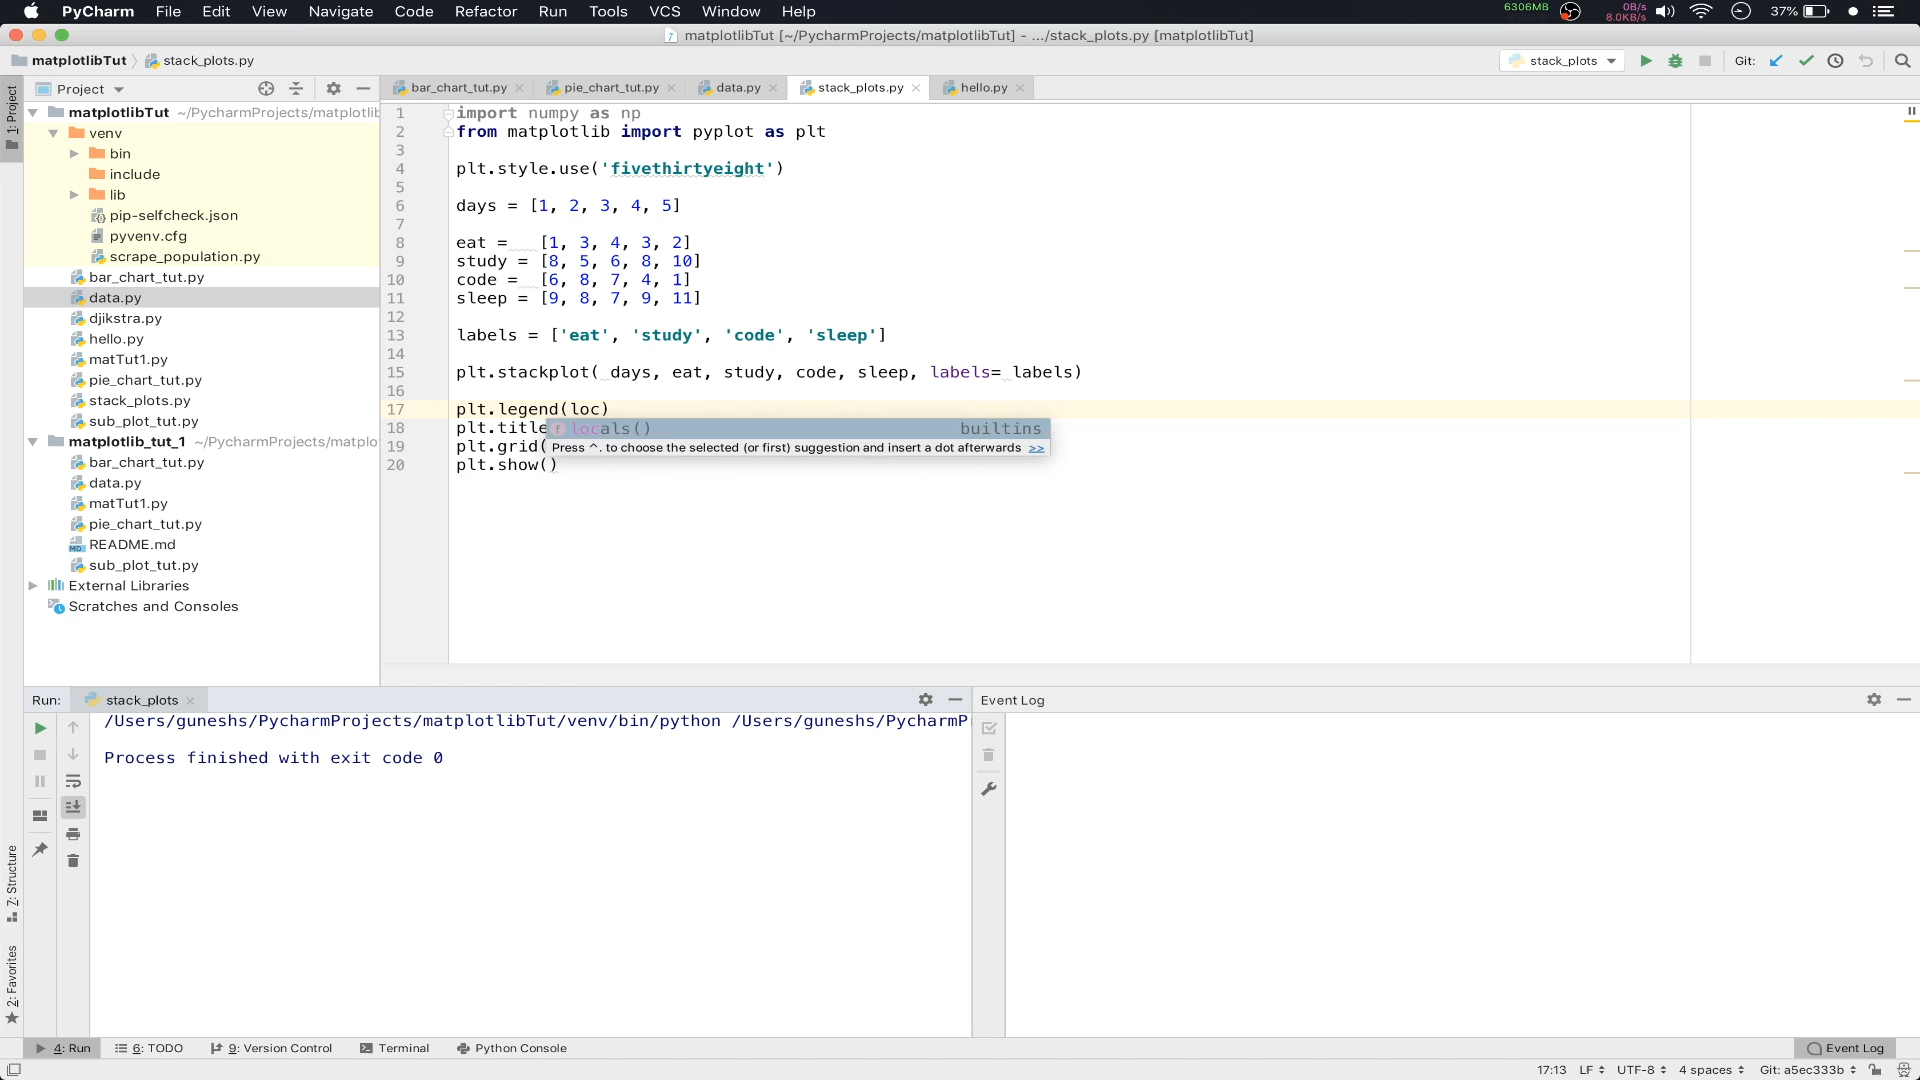 PyCharm File Edit View Navigate Code Refactor Run Tools VCS Window Help 6306MB 0B/s 8.0KB/s 37%
matplotlibTut [~/PycharmProjects/matplotlibTut] - .../stack_plots.py [matplotlibTut]
matplotlibTut stack_plots.py stack_plots Git:
1: Project
Project
matplotlibTut ~/PycharmProjects/matplotlib
venv
bin
include
lib
pip-selfcheck.json
pyvenv.cfg
scrape_population.py
bar_chart_tut.py
data.py
djikstra.py
hello.py
matTut1.py
pie_chart_tut.py
stack_plots.py
sub_plot_tut.py
matplotlib_tut_1 ~/PycharmProjects/matplo
bar_chart_tut.py
data.py
matTut1.py
pie_chart_tut.py
README.md
sub_plot_tut.py
External Libraries
Scratches and Consoles
bar_chart_tut.py pie_chart_tut.py data.py stack_plots.py hello.py
1 import numpy as np
2 from matplotlib import pyplot as plt
3
4 plt.style.use('fivethirtyeight')
5
6 days = [1, 2, 3, 4, 5]
7
8 eat =   [1, 3, 4, 3, 2]
9 study = [8, 5, 6, 8, 10]
10 code =  [6, 8, 7, 4, 1]
11 sleep = [9, 8, 7, 9, 11]
12
13 labels = ['eat', 'study', 'code', 'sleep']
14
15 plt.stackplot( days, eat, study, code, sleep, labels= labels)
16
17 plt.legend(loc)
18 plt.title
f locals() builtins
19 plt.grid(
Press ^. to choose the selected (or first) suggestion and insert a dot afterwards >>
20 plt.show()
Run: stack_plots
/Users/guneshs/PycharmProjects/matplotlibTut/venv/bin/python /Users/guneshs/PycharmP
Process finished with exit code 0
Event Log
Z: Structure
2: Favorites
4: Run 6: TODO 9: Version Control Terminal Python Console Event Log
17:13 LF UTF-8 4 spaces Git: a5ec333b